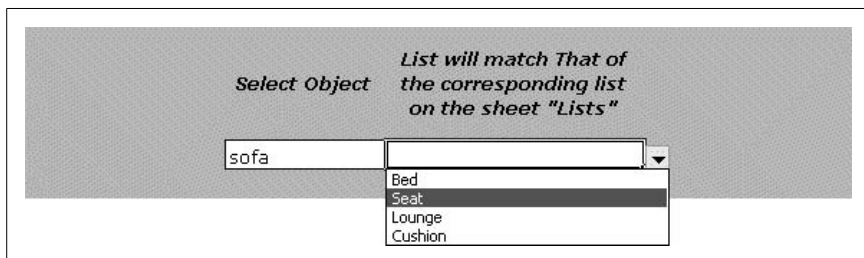 List will match That of
Select Object the corresponding list
on the sheet "Lists"
sofa
Bed
Seat
Lounge
Cushion